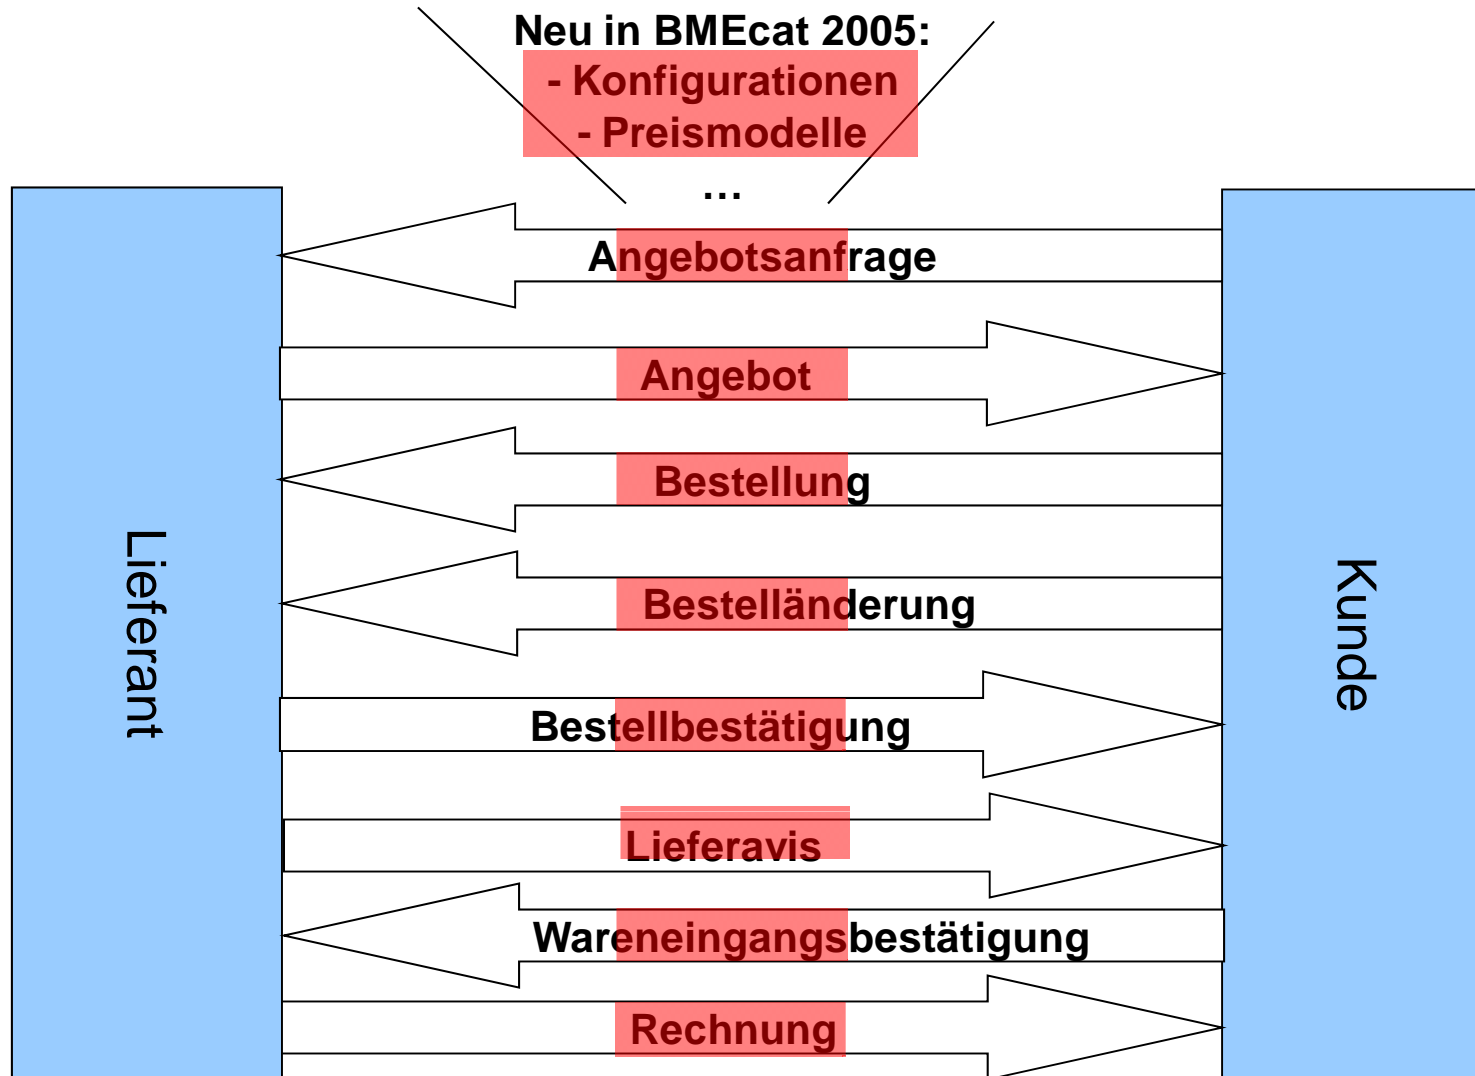 Neu in BMEcat 2005:
- Konfigurationen
- Preismodelle
...
Angebotsanfrage
Angebot
Bestellung
Bestelländerung
Bestellbestätigung
Lieferavis
Wareneingangsbestätigung
Rechnung
Lieferant
Kunde